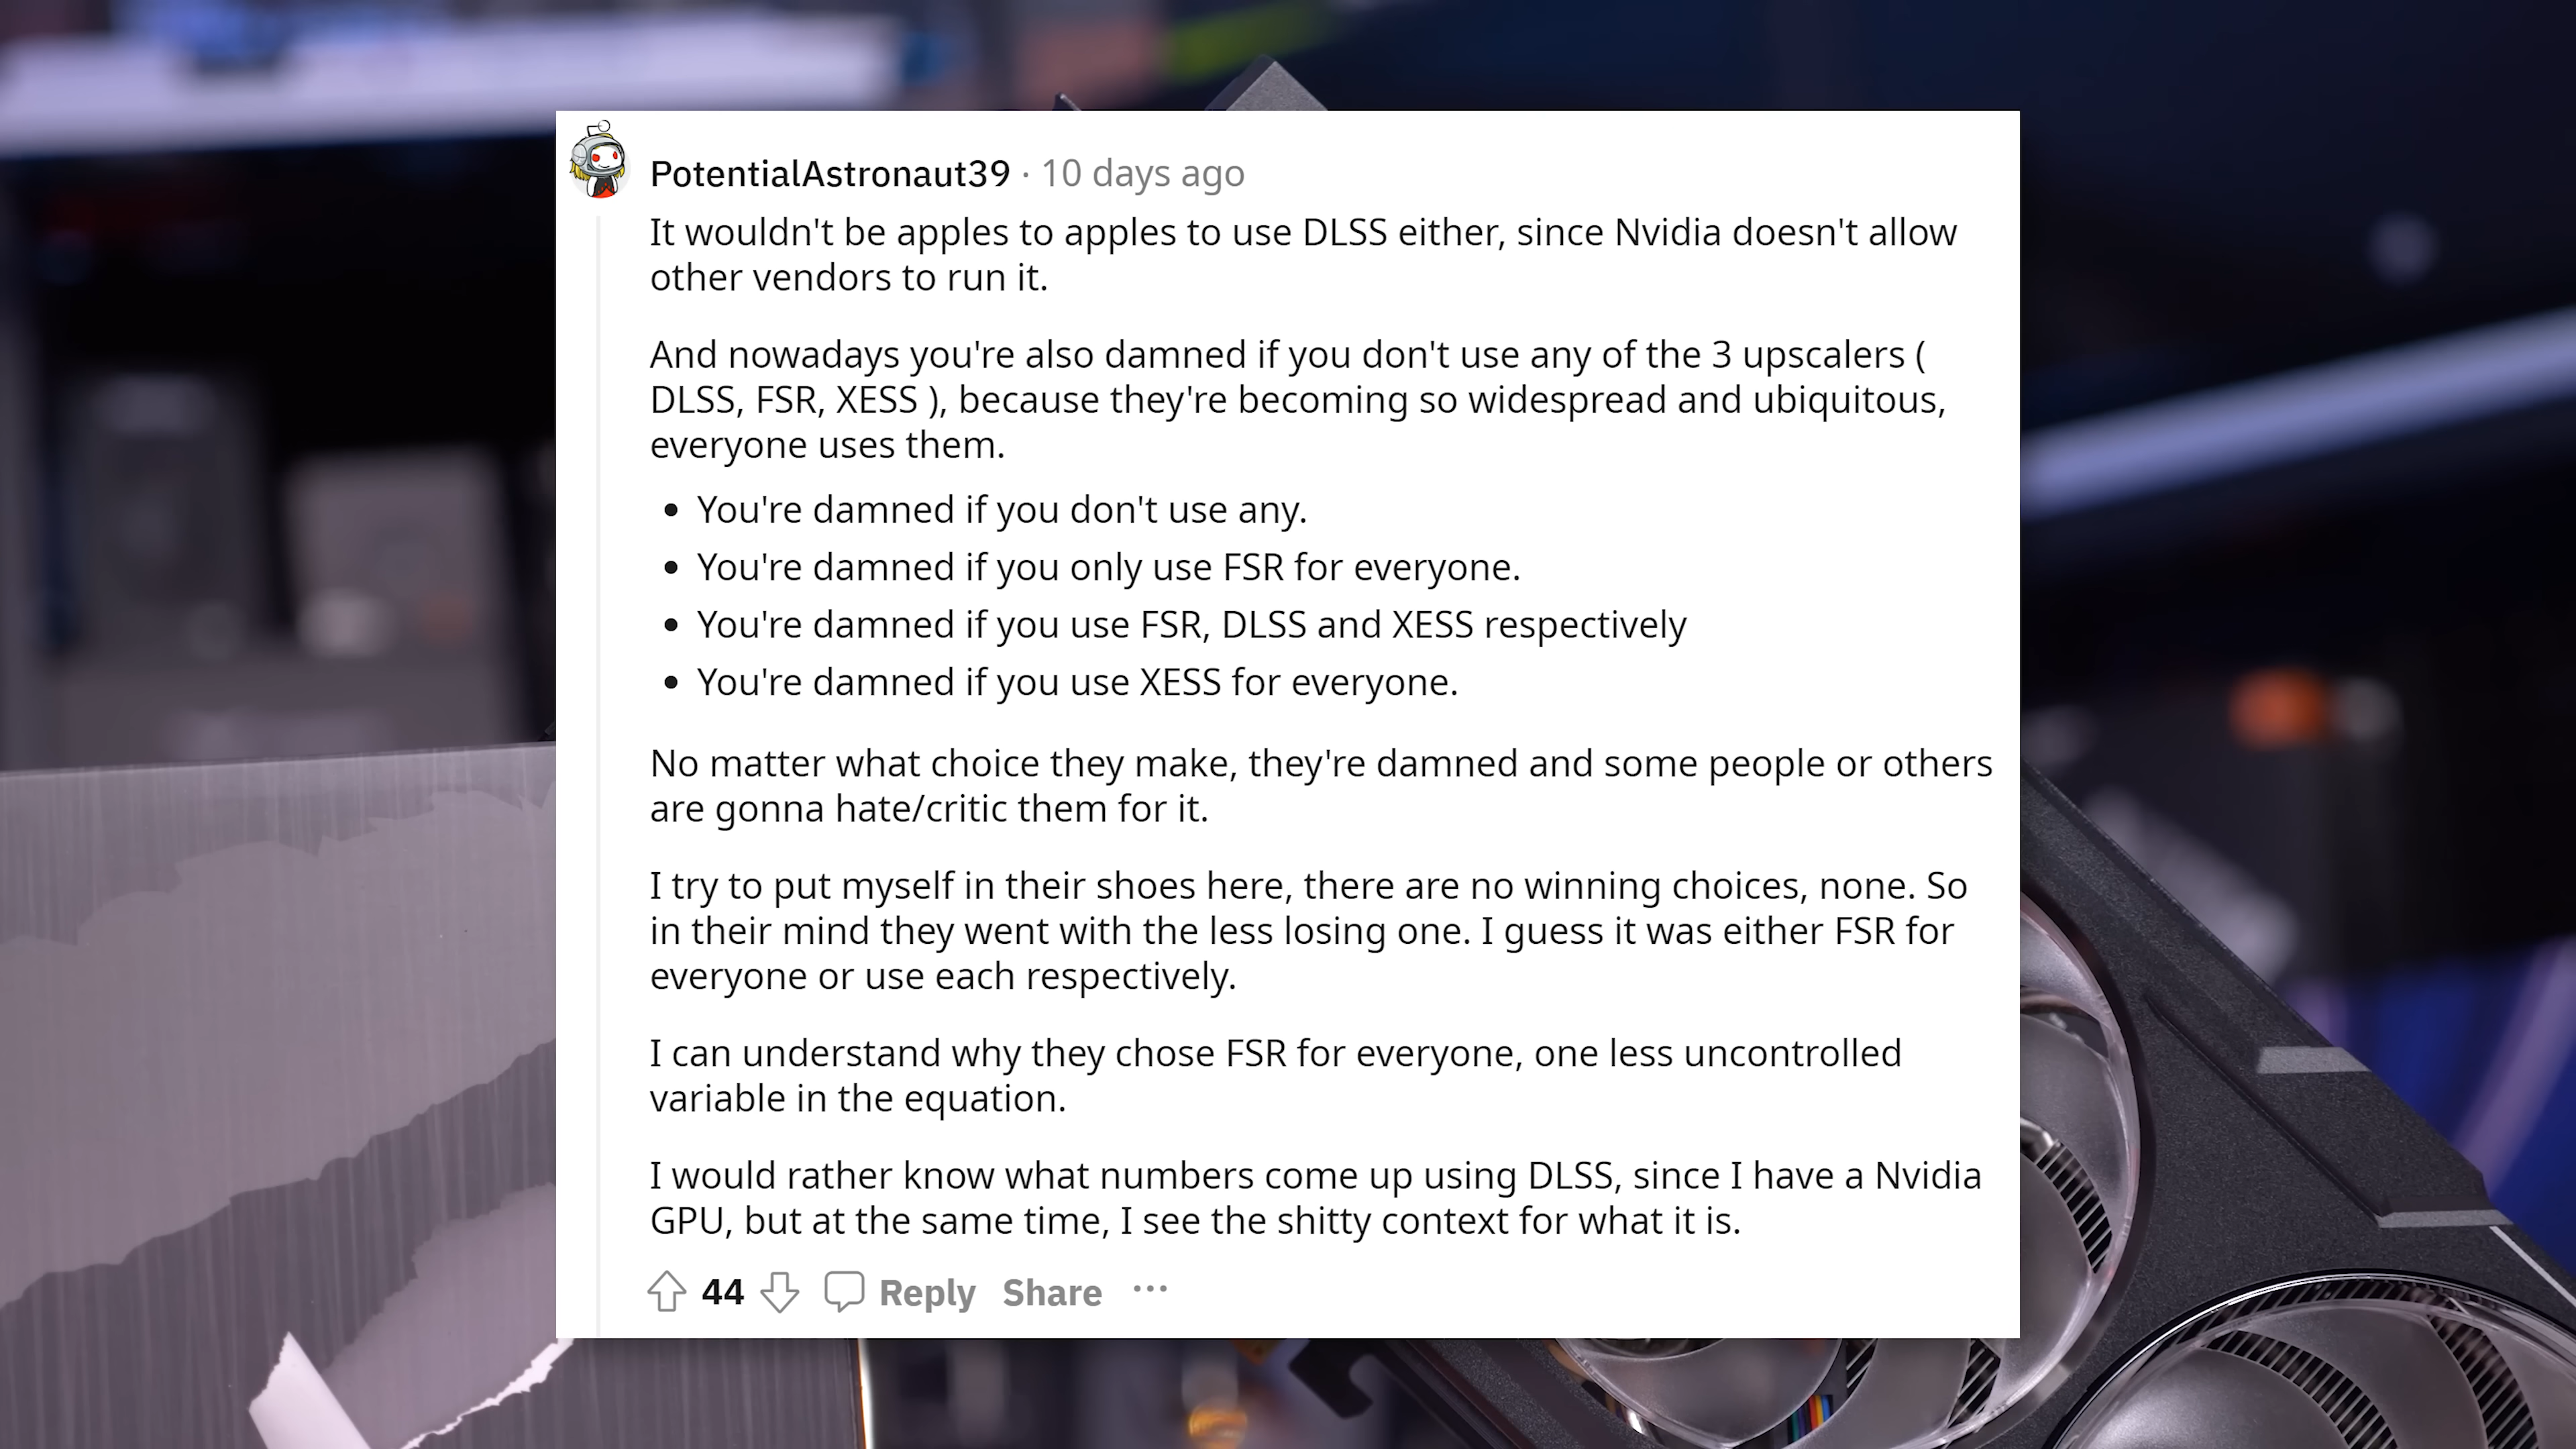 PotentialAstronaut39 · 10 days ago
It wouldn't be apples to apples to use DLSS either, since Nvidia doesn't allow
other vendors to run it.
And nowadays you're also damned if you don't use any of the 3 upscalers (
DLSS, FSR, XESS ), because they're becoming so widespread and ubiquitous,
everyone uses them.
• You're damned if you don't use any.
• You're damned if you only use FSR for everyone.
• You're damned if you use FSR, DLSS and XESS respectively
• You're damned if you use XESS for everyone.
No matter what choice they make, they're damned and some people or others
are gonna hate/critic them for it.
I try to put myself in their shoes here, there are no winning choices, none. So
in their mind they went with the less losing one. I guess it was either FSR for
everyone or use each respectively.
I can understand why they chose FSR for everyone, one less uncontrolled
variable in the equation.
I would rather know what numbers come up using DLSS, since I have a Nvidia
GPU, but at the same time, I see the shitty context for what it is.
44 Reply Share ...